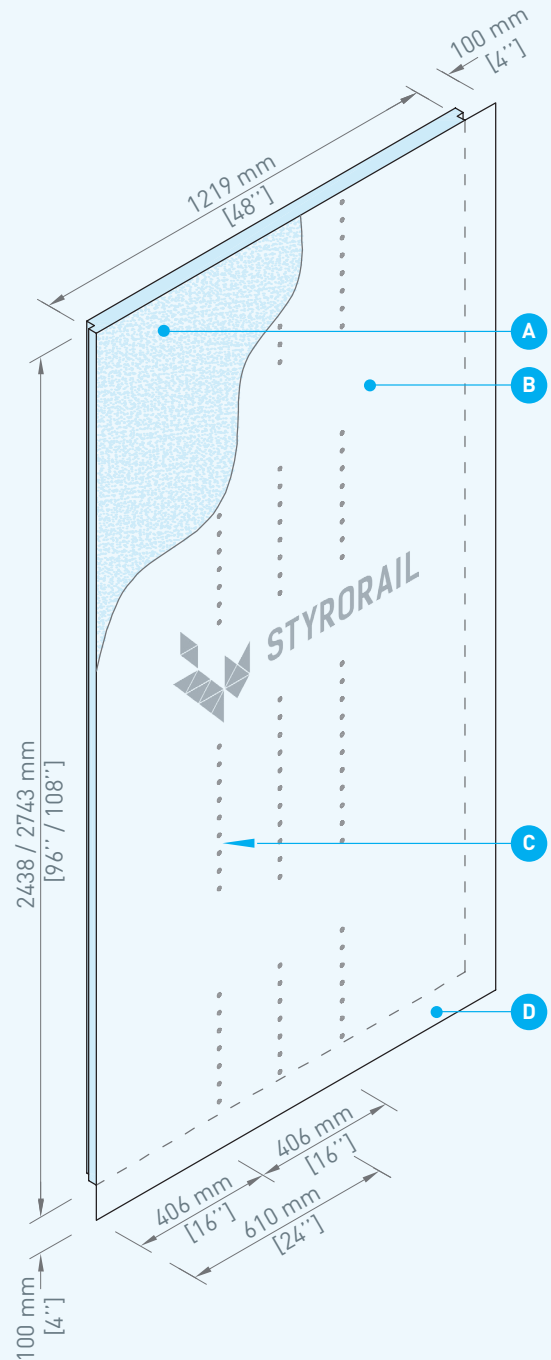 100 mm
[4’’]
1219 mm
[48’’]
A
B
STYRORAIL
2438 / 2743 mm
[96’’ / 108’’]
C
D
406 mm
[16’’]
406 mm
[16’’]
610 mm
[24’’]
100 mm
[4’’]